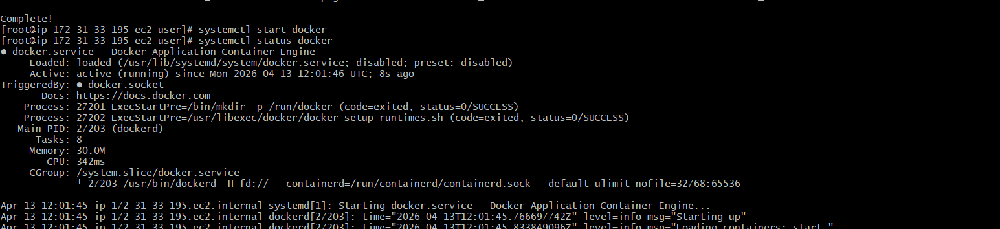 Complete!
[root@ip-172-31-33-195 ec2-user]# systemctl start docker
[root@ip-172-31-33-195 ec2-user]# systemctl status docker
● docker.service - Docker Application Container Engine
     Loaded: loaded (/usr/lib/systemd/system/docker.service; disabled; preset: disabled)
     Active: active (running) since Mon 2026-04-13 12:01:46 UTC; 8s ago
TriggeredBy: ● docker.socket
       Docs: https://docs.docker.com
    Process: 27201 ExecStartPre=/bin/mkdir -p /run/docker (code=exited, status=0/SUCCESS)
    Process: 27202 ExecStartPre=/usr/libexec/docker/docker-setup-runtimes.sh (code=exited, status=0/SUCCESS)
   Main PID: 27203 (dockerd)
      Tasks: 8
     Memory: 30.0M
        CPU: 342ms
     CGroup: /system.slice/docker.service
             └─27203 /usr/bin/dockerd -H fd:// --containerd=/run/containerd/containerd.sock --default-ulimit nofile=32768:65536
Apr 13 12:01:45 ip-172-31-33-195.ec2.internal systemd[1]: Starting docker.service - Docker Application Container Engine...
Apr 13 12:01:45 ip-172-31-33-195.ec2.internal dockerd[27203]: time="2026-04-13T12:01:45.766697742Z" level=info msg="Starting up"
Apr 13 12:01:45 ip-172-31-33-195.ec2.internal dockerd[27203]: time="2026-04-13T12:01:45.833849096Z" level=info msg="Loading containers: start."